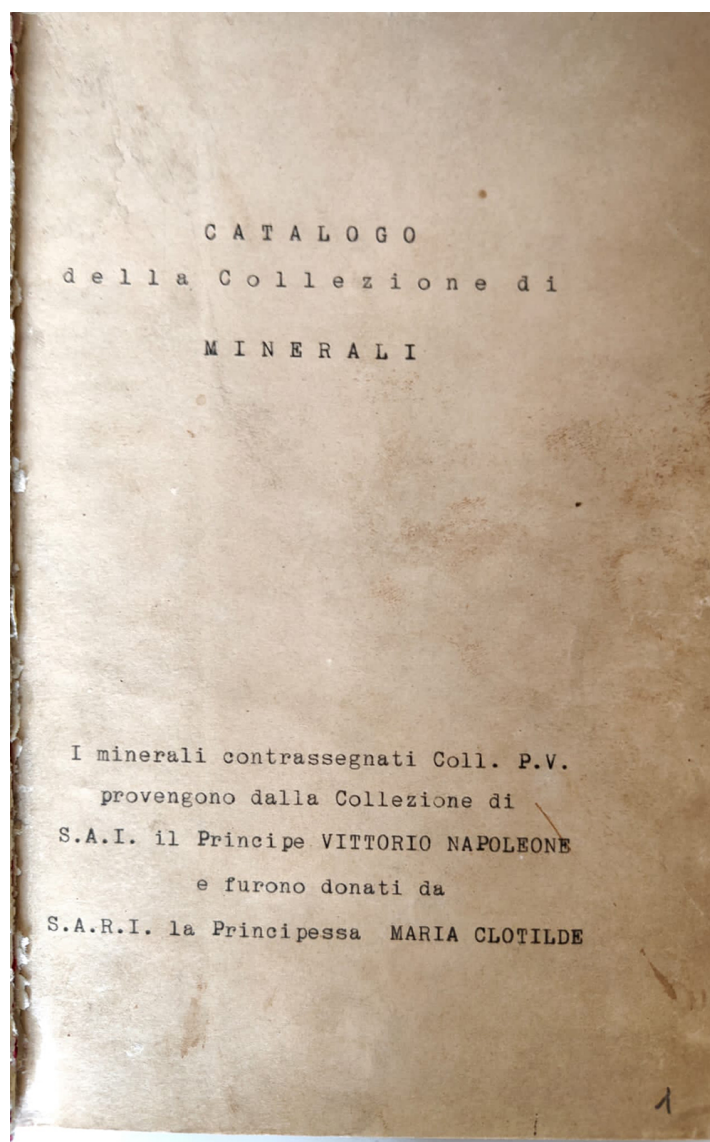 CATALOGO
della Collezione di
MINERALI
I minerali contrassegnati Coll. P.V.
provengono dalla Collezione di
S.A.I. il Principe VITTORIO NAPOLEONE
e furono donati da
S.A.R.I. la Principessa MARIA CLOTILDE
1